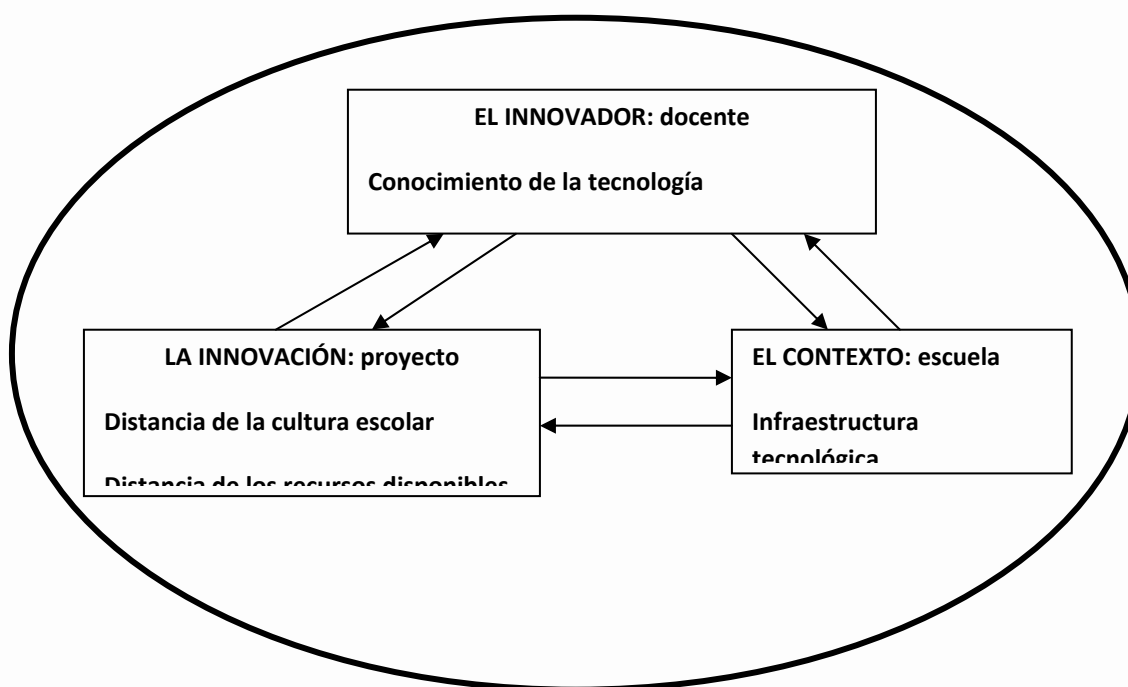 EL INNOVADOR: docente
Conocimiento de la tecnología
LA INNOVACIÓN: proyecto
Distancia de la cultura escolar
Distancia de los recursos disponibles
EL CONTEXTO: escuela
Infraestructura
tecnológica